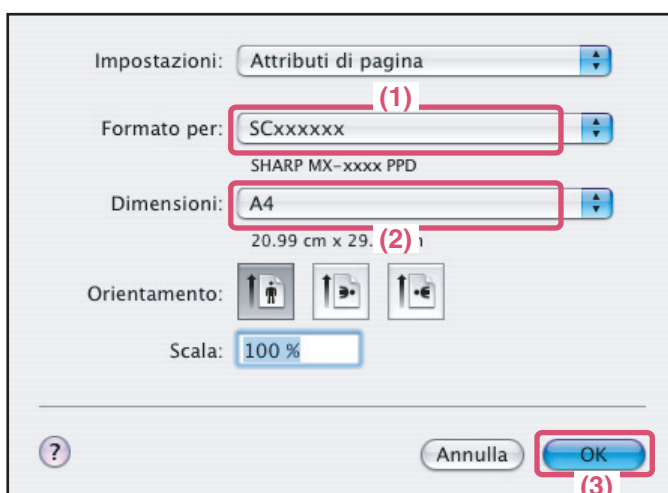 Impostazioni: Attributi di pagina
(1)
Formato per: SCxxxxxx
SHARP MX-xxxx PPD
Dimensioni: A4
20.99 cm x 29. (2)
Orientamento:
Scala: 100 %
? Annulla OK
(3)